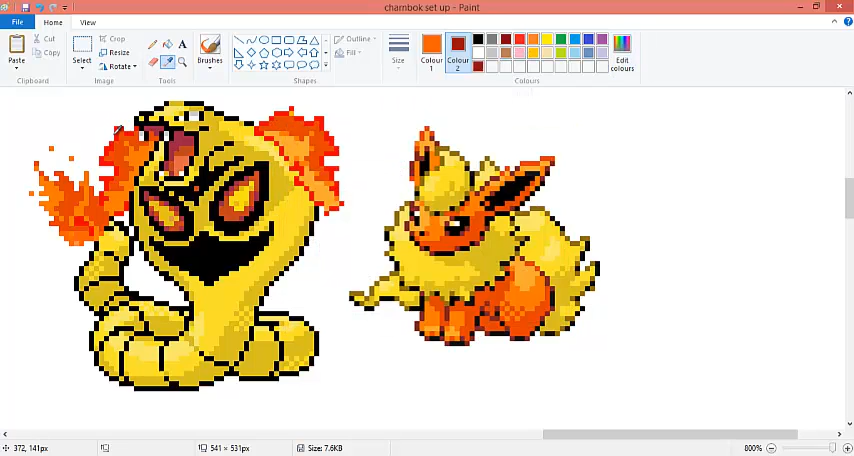 charnbok set up - Paint
File
Home
View
Paste
Cut
Copy
Clipboard
Select
Crop
Resize
Rotate
Image
A
Tools
Brushes
Outline
Fill
Shapes
Size
Colour 1
Colour 2
Edit colours
Colours
372, 141px
541 × 531px
Size: 7.6KB
800%